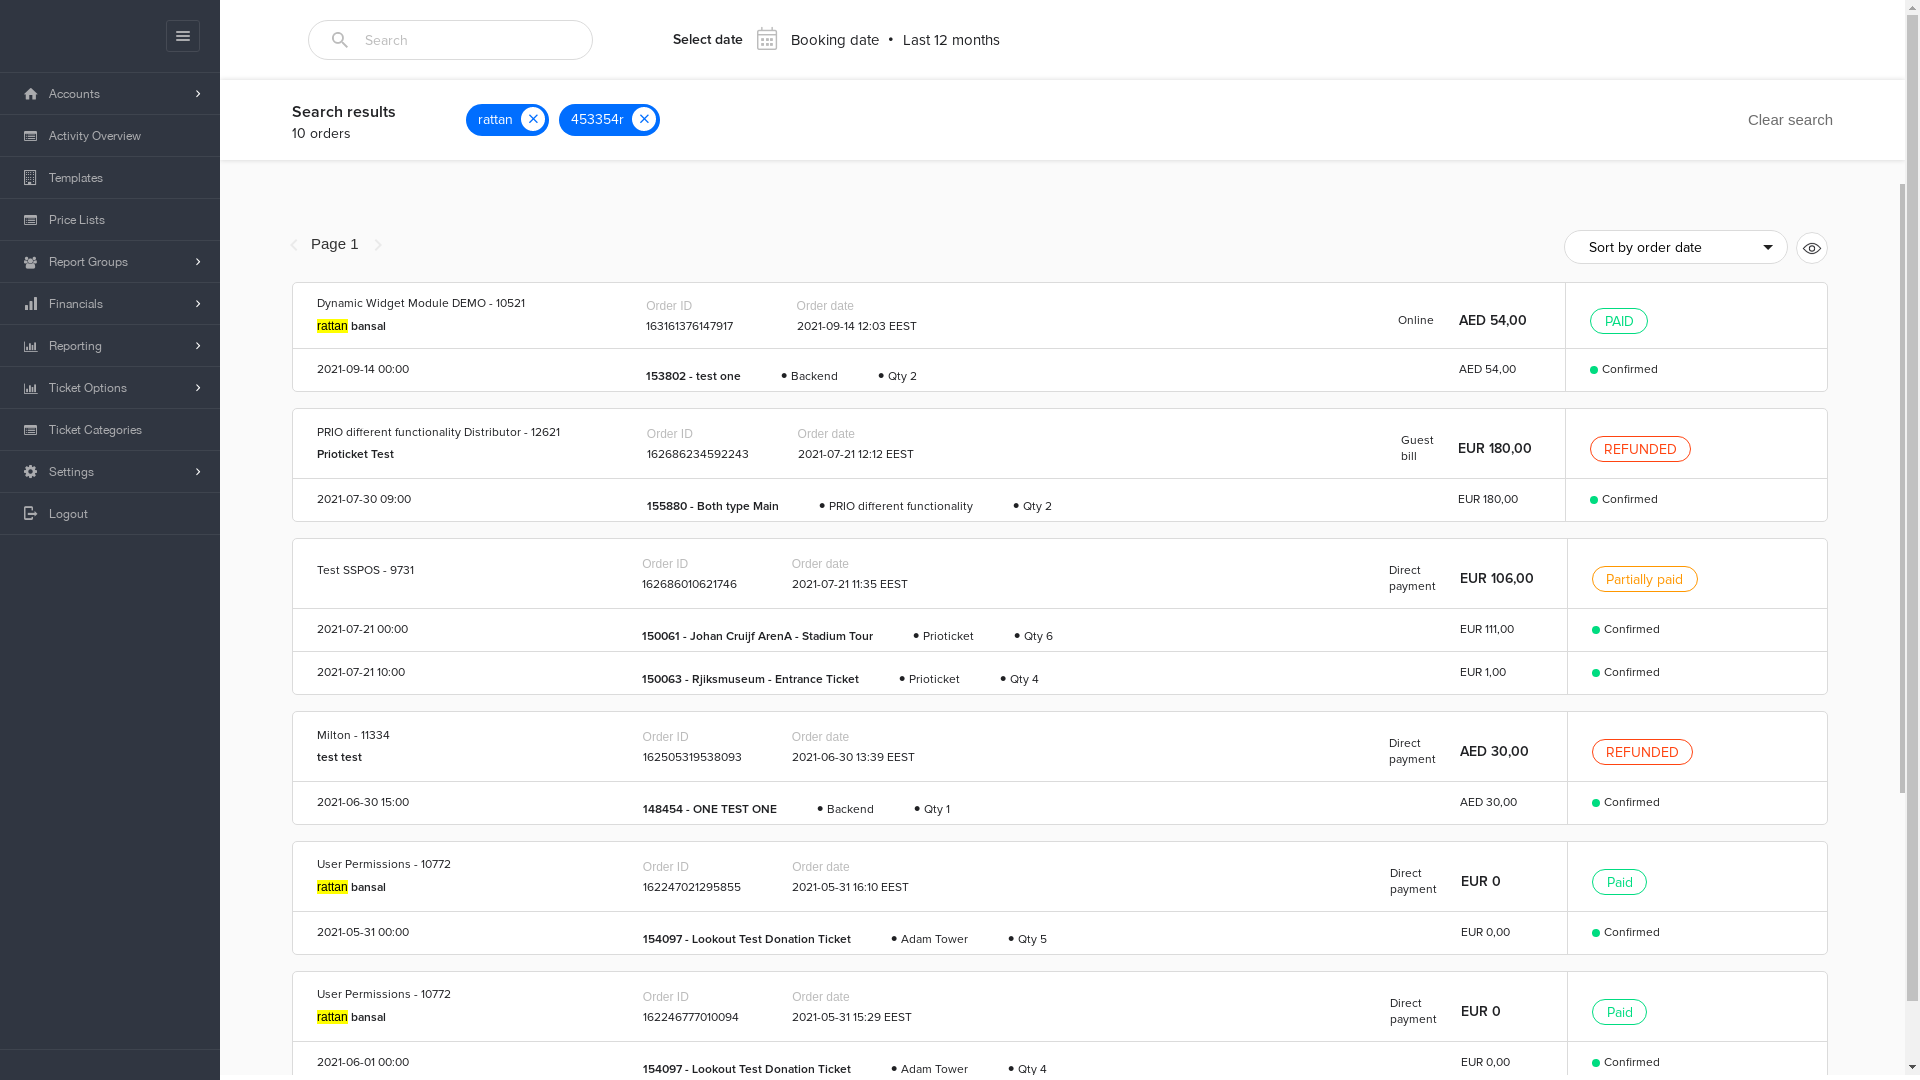 Search
Select date
Booking date • Last 12 months
Accounts
Activity Overview
Templates
Price Lists
Report Groups
Financials
Reporting
Ticket Options
Ticket Categories
Settings
Logout
Search results
10 orders
rattan
453354r
Clear search
Page 1
Sort by order date
Dynamic Widget Module DEMO - 10521
rattan bansal
Order ID
163161376147917
Order date
2021-09-14 12:03 EEST
Online
AED 54,00
PAID
2021-09-14 00:00
153802 - test one
• Backend
• Qty 2
AED 54,00
Confirmed
PRIO different functionality Distributor - 12621
Prioticket Test
Order ID
162686234592243
Order date
2021-07-21 12:12 EEST
Guest
bill
EUR 180,00
REFUNDED
2021-07-30 09:00
155880 - Both type Main
• PRIO different functionality
• Qty 2
EUR 180,00
Confirmed
Test SSPOS - 9731
Order ID
162686010621746
Order date
2021-07-21 11:35 EEST
Direct
payment
EUR 106,00
Partially paid
2021-07-21 00:00
150061 - Johan Cruijf ArenA - Stadium Tour
• Prioticket
• Qty 6
EUR 111,00
Confirmed
2021-07-21 10:00
150063 - Rjiksmuseum - Entrance Ticket
• Prioticket
• Qty 4
EUR 1,00
Confirmed
Milton - 11334
test test
Order ID
162505319538093
Order date
2021-06-30 13:39 EEST
Direct
payment
AED 30,00
REFUNDED
2021-06-30 15:00
148454 - ONE TEST ONE
• Backend
• Qty 1
AED 30,00
Confirmed
User Permissions - 10772
rattan bansal
Order ID
162247021295855
Order date
2021-05-31 16:10 EEST
Direct
payment
EUR 0
Paid
2021-05-31 00:00
154097 - Lookout Test Donation Ticket
• Adam Tower
• Qty 5
EUR 0,00
Confirmed
User Permissions - 10772
rattan bansal
Order ID
162246777010094
Order date
2021-05-31 15:29 EEST
Direct
payment
EUR 0
Paid
2021-06-01 00:00
154097 - Lookout Test Donation Ticket
• Adam Tower
• Qty 4
EUR 0,00
Confirmed